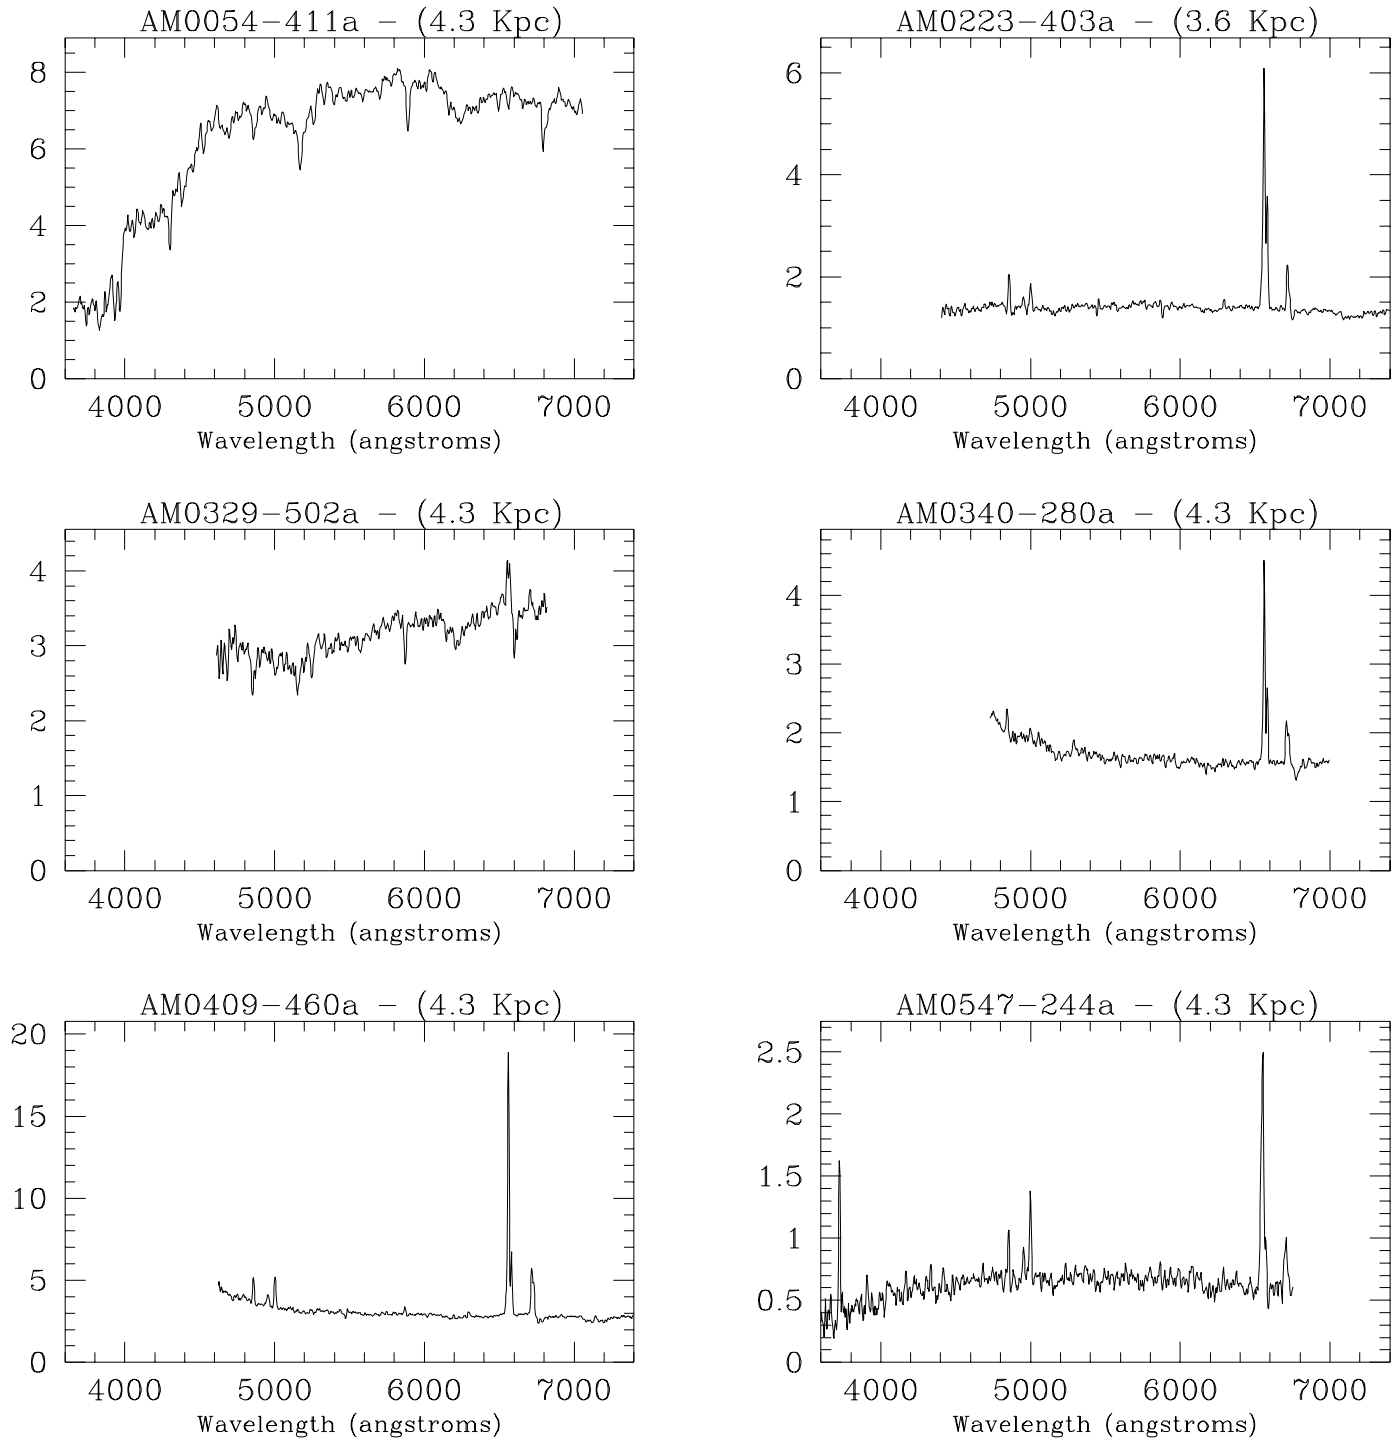 AM0054-411a - (4.3 Kpc)
8
6
4
2
0
4000 5000 6000 7000
Wavelength (angstroms)
AM0223-403a - (3.6 Kpc)
6
4
2
0
4000 5000 6000 7000
Wavelength (angstroms)
AM0329-502a - (4.3 Kpc)
4
3
2
1
0
4000 5000 6000 7000
Wavelength (angstroms)
AM0340-280a - (4.3 Kpc)
4
3
2
1
0
4000 5000 6000 7000
Wavelength (angstroms)
AM0409-460a - (4.3 Kpc)
20
15
10
5
0
4000 5000 6000 7000
Wavelength (angstroms)
AM0547-244a - (4.3 Kpc)
2.5
2
1.5
1
0.5
0
4000 5000 6000 7000
Wavelength (angstroms)